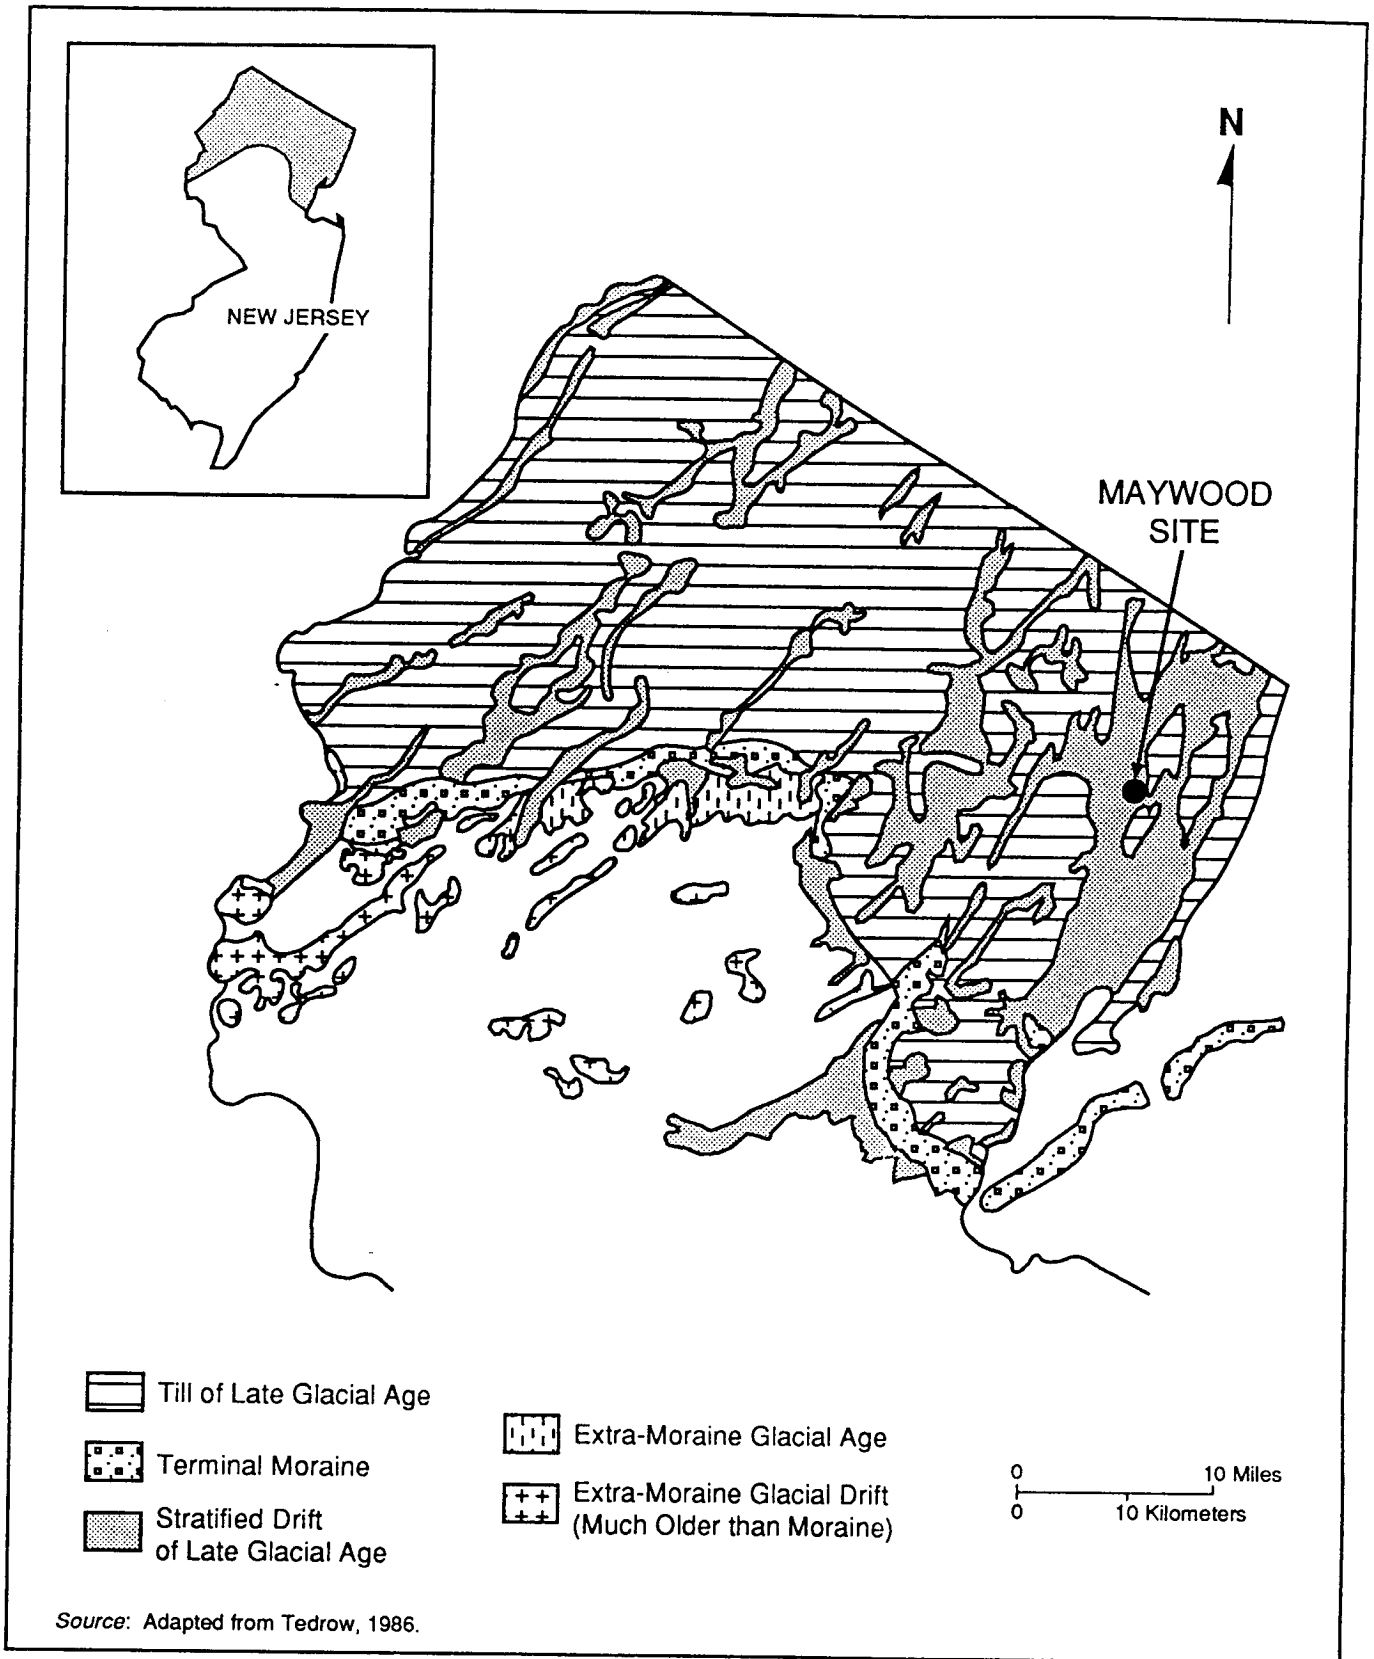 NEW JERSEY
N
MAYWOOD
SITE
Till of Late Glacial Age
Terminal Moraine
Stratified Drift
of Late Glacial Age
Extra-Moraine Glacial Age
Extra-Moraine Glacial Drift
(Much Older than Moraine)
0 10 Miles
0 10 Kilometers
Source: Adapted from Tedrow, 1986.